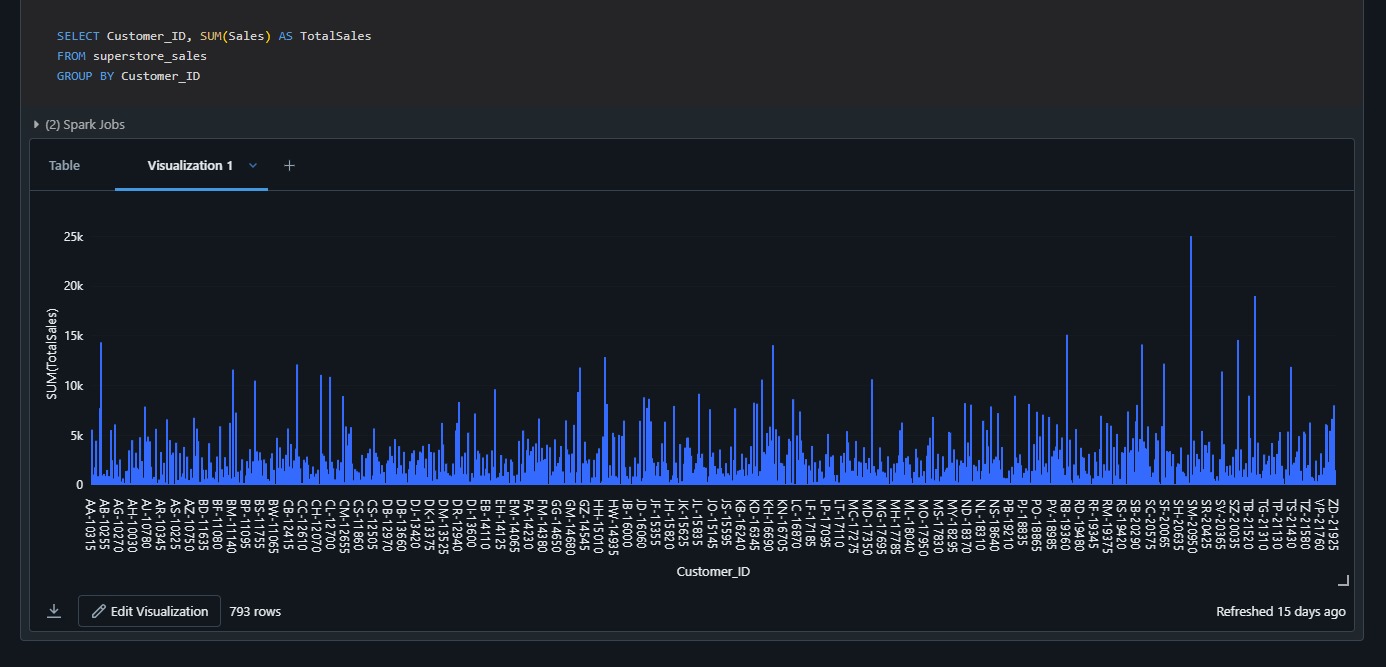 SELECT Customer_ID, SUM(Sales) AS TotalSales
FROM superstore_sales
GROUP BY Customer_ID
(2) Spark Jobs
Table
Visualization 1
25k
20k
15k
10k
5k
0
SUM(TotalSales)
AA-10315
AB-10255
AG-10270
AH-10030
AJ-10780
AR-10345
AS-10225
AZ-10750
BD-11635
BF-11080
BM-11140
BP-11095
BS-11755
BW-11065
CB-12415
CC-12610
CH-12070
CL-12700
CM-12655
CS-11860
CS-12505
DB-12970
DB-13660
DJ-13420
DK-13375
DM-13525
DR-12940
DI-13600
EB-14110
EH-14125
EM-14065
FA-14230
FM-14380
GG-14650
GM-14680
GZ-14545
HH-15010
HW-14935
JB-16000
JD-16060
JF-15355
JH-15820
JK-15625
JL-15835
JO-15145
JS-15595
KB-16240
KD-16345
KH-16690
KN-16705
LC-16870
LF-17185
LP-17095
LT-17110
MC-17275
MD-17350
MG-17695
MH-17785
ML-18040
MO-17950
MS-17830
MY-18295
ND-18370
NL-18310
NS-18640
PB-19210
PJ-18835
PO-18865
PV-18985
RB-19360
RD-19480
RF-19345
RM-19375
RS-19420
SB-20290
SC-20575
SF-20065
SH-20635
SM-20950
SR-20425
SV-20365
SZ-20035
TB-21520
TG-21310
TP-21130
TS-21430
TZ-21580
VP-21760
ZD-21925
Customer_ID
Edit Visualization
793 rows
Refreshed 15 days ago